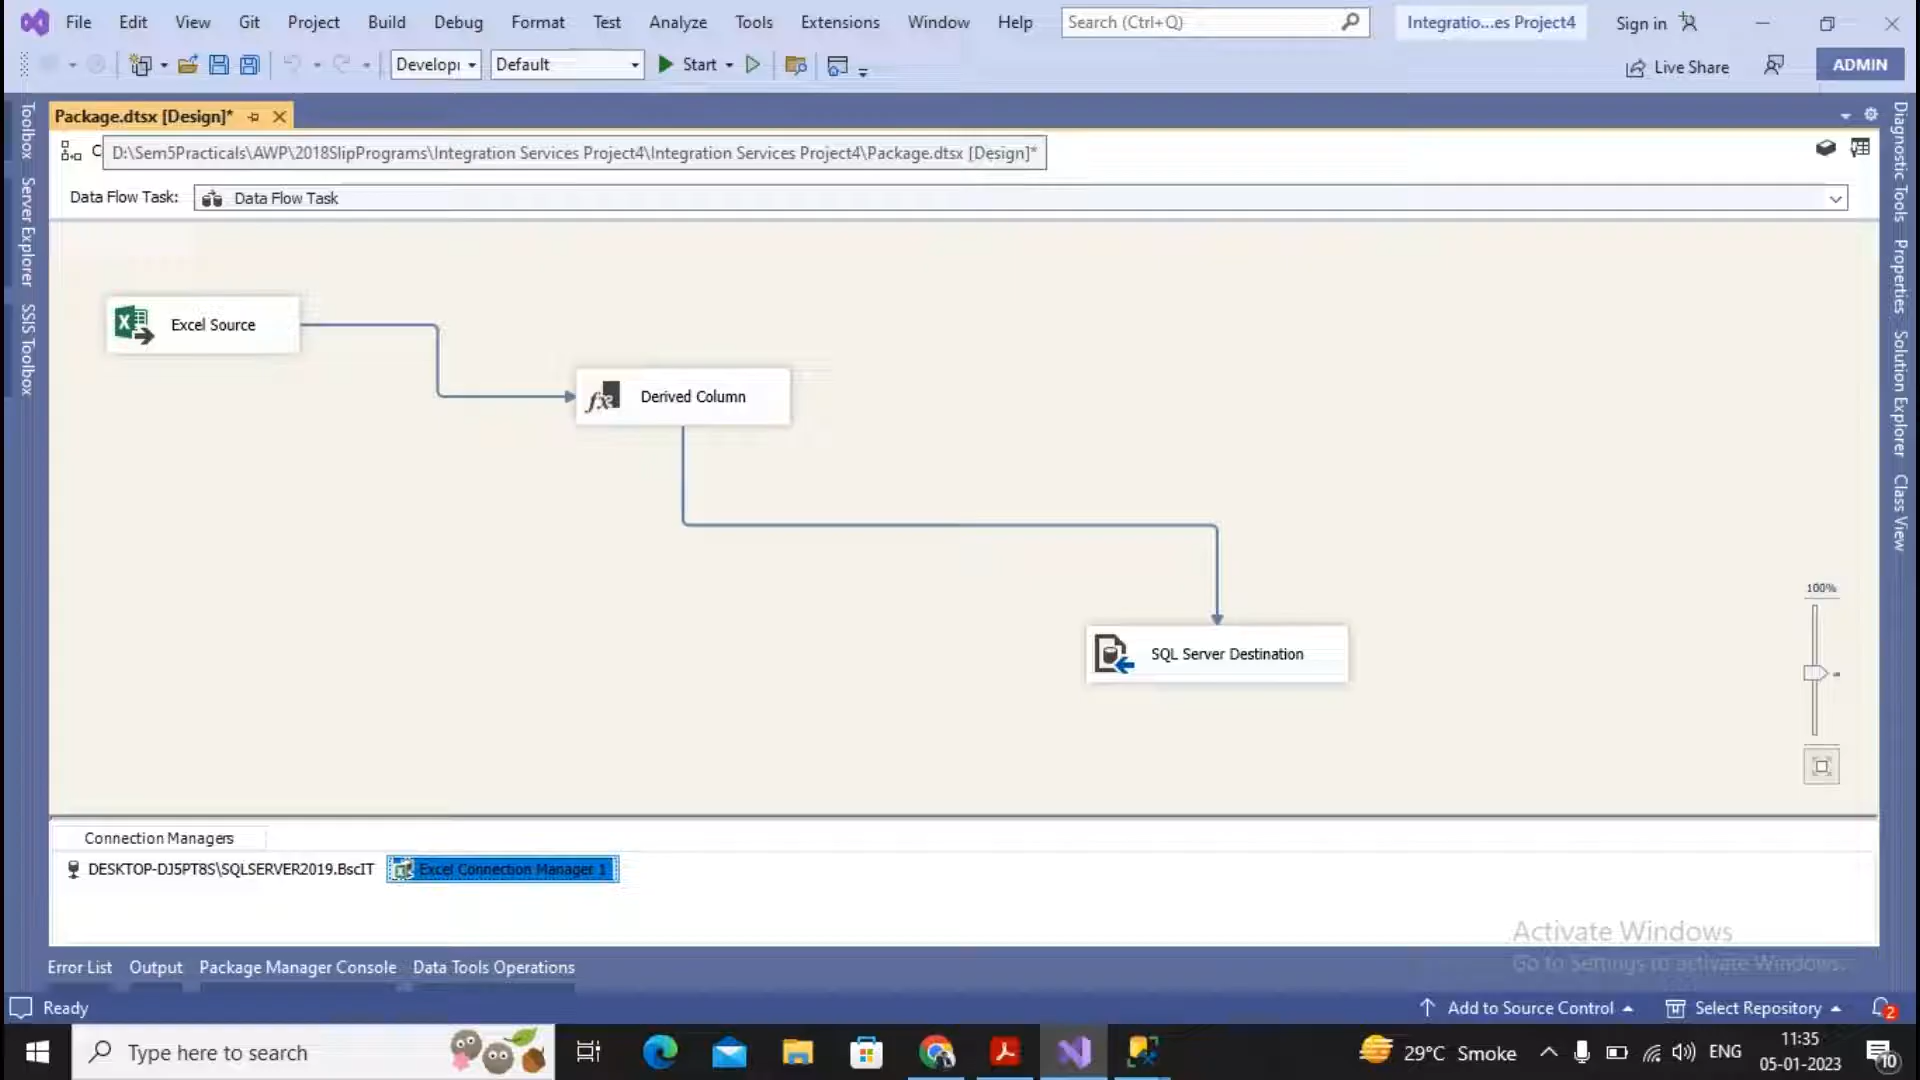 File Edit View Git Project Build Debug Format Test Analyze Tools Extensions Window Help Search (Ctrl+Q) Integratio...es Project4 Sign in
Developi Default Start Live Share ADMIN
Package.dtsx [Design]*
C D:\Sem5Practicals\AWP\2018SlipPrograms\Integration Services Project4\Integration Services Project4\Package.dtsx [Design]*
Data Flow Task: Data Flow Task
Toolbox
Server Explorer
SSIS Toolbox
Excel Source
Derived Column
SQL Server Destination
100%
Diagnostic Tools
Properties
Solution Explorer
Class View
Connection Managers
DESKTOP-DJ5PT8S\SQLSERVER2019.BscIT Excel Connection Manager 1
Activate Windows
Go to Settings to activate Windows.
Error List Output Package Manager Console Data Tools Operations
Ready Add to Source Control Select Repository 2
Type here to search 29°C Smoke ENG 11:35
05-01-2023 10